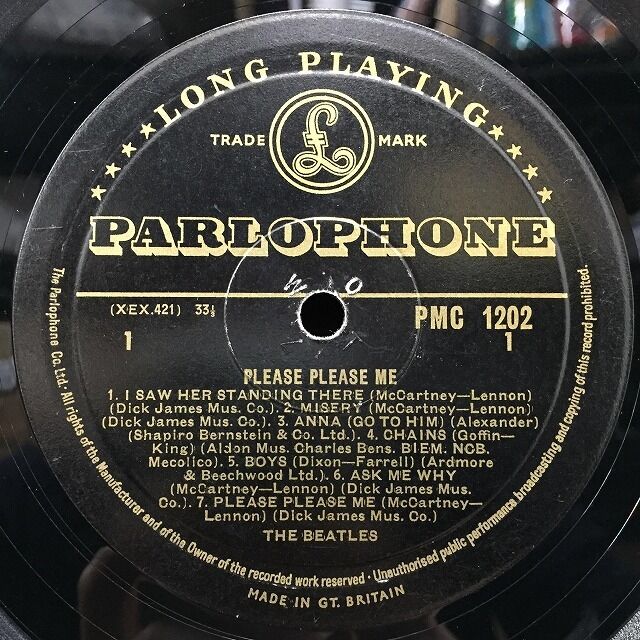 LONG PLAYING
TRADE MARK
£
PARLOPHONE
(XEX.421) 33⅓
PMC 1202
1 1
PLEASE PLEASE ME
1. I SAW HER STANDING THERE (McCartney—Lennon)
(Dick James Mus. Co.). 2. MISERY (McCartney—Lennon)
(Dick James Mus. Co.) 3. ANNA (GO TO HIM) (Alexander)
(Shapiro Bernstein & Co. Ltd.). 4. CHAINS (Goffin—
King) (Aldon Mus. Charles Bens. BIEM. NCB.
Mecolico). 5. BOYS (Dixon—Farrell) (Ardmore
& Beechwood Ltd.). 6. ASK ME WHY
(McCartney—Lennon) (Dick James Mus.
Co.) 7. PLEASE PLEASE ME (McCartney—
Lennon) (Dick James Mus. Co.)
THE BEATLES
The Parlophone Co. Ltd. All rights of the Manufacturer and of the Owner of the recorded work reserved · Unauthorised public performance broadcasting and copying of this record prohibited.
MADE IN GT. BRITAIN